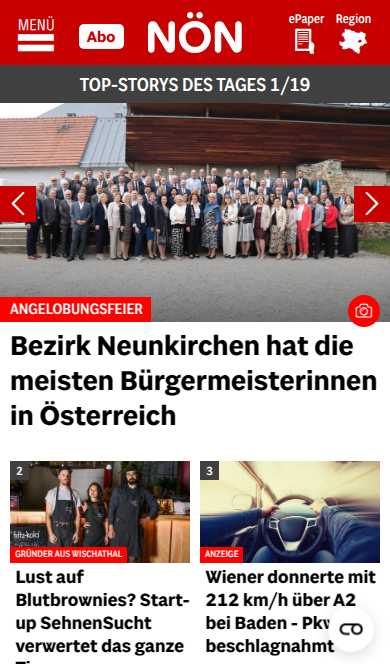 MENÜ
Abo
NÖN
ePaper
Region
TOP-STORYS DES TAGES 1/19
ANGELOBUNGSFEIER
Bezirk Neunkirchen hat die
meisten Bürgermeisterinnen
in Österreich
2
fritz-kola
GRÜNDER AUS WISCHATHAL
Lust auf
Blutbrownies? Start-
up SehnenSucht
verwertet das ganze
3
ANZEIGE
Wiener donnerte mit
212 km/h über A2
bei Baden - Pkw
beschlagnahmt